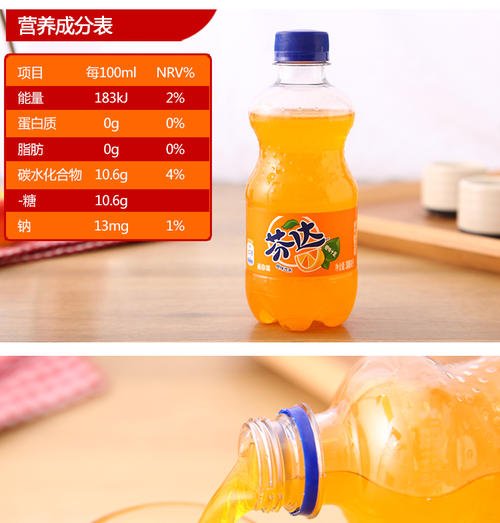 营养成分表
项目 每100ml NRV%
能量 183kJ 2%
蛋白质 0g 0%
脂肪 0g 0%
碳水化合物 10.6g 4%
-糖 10.6g
钠 13mg 1%
芬达